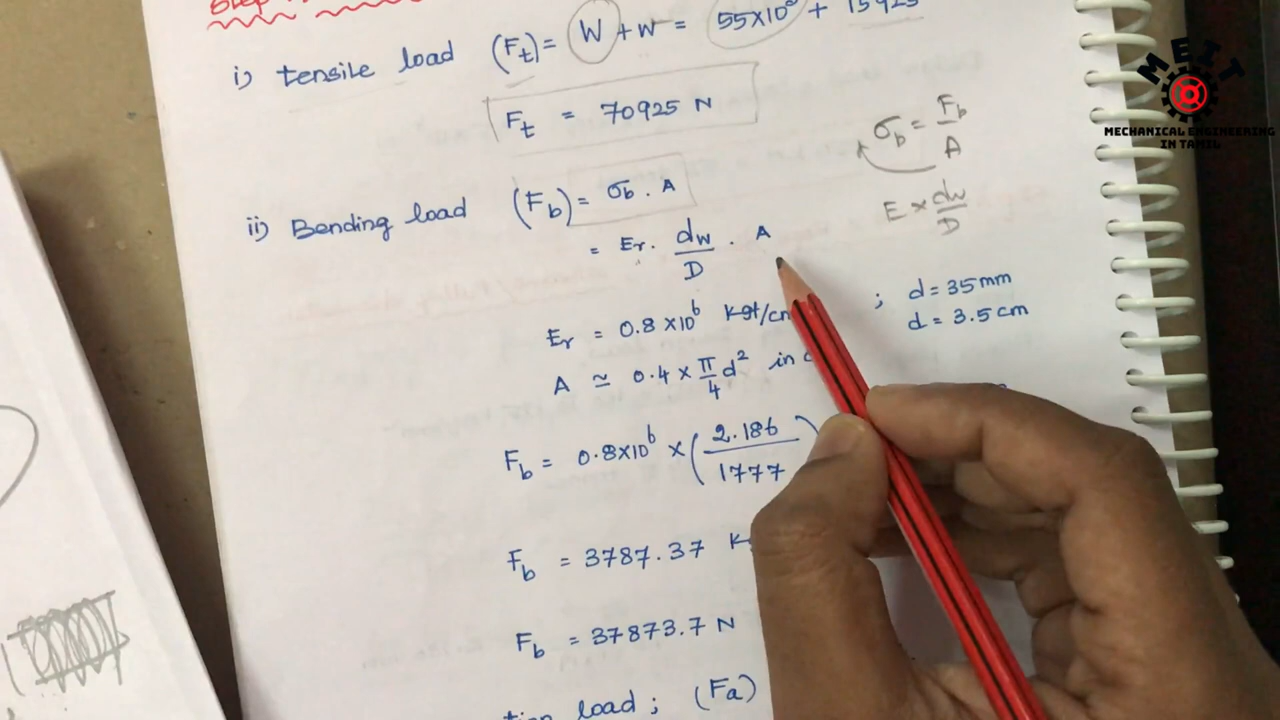 i) tensile load (Ft) = W + w = 55×10³ + 15925
Ft = 70925 N
ii) Bending load (Fb) = σb . A
= Er . dw/D . A
σb = Fb/A
E × dw/D
Er = 0.8 ×10⁶ Kgf/cm ; d = 35 mm
d = 3.5 cm
A ≃ 0.4 × π/4 d² in
Fb = 0.8×10⁶ × (2.186/1777)
Fb = 3787.37
Fb = 37873.7 N
load ; (Fa)
MEIT
MECHANICAL ENGINEERING
IN TAMIL